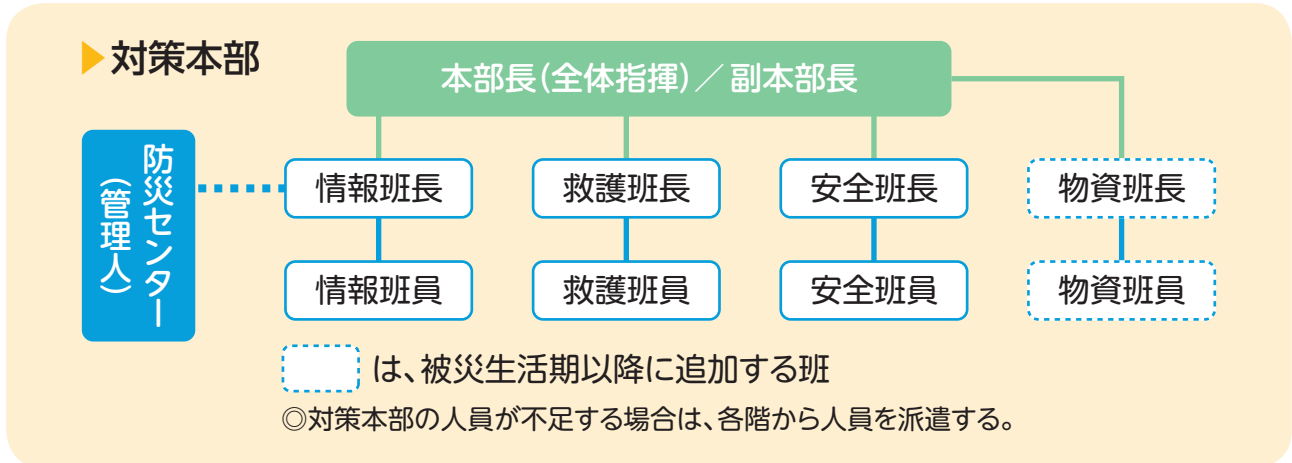 ▶対策本部
本部長(全体指揮)/副本部長
防災センター
(管理人)
情報班長
救護班長
安全班長
物資班長
情報班員
救護班員
安全班員
物資班員
は、被災生活期以降に追加する班
◎対策本部の人員が不足する場合は、各階から人員を派遣する。